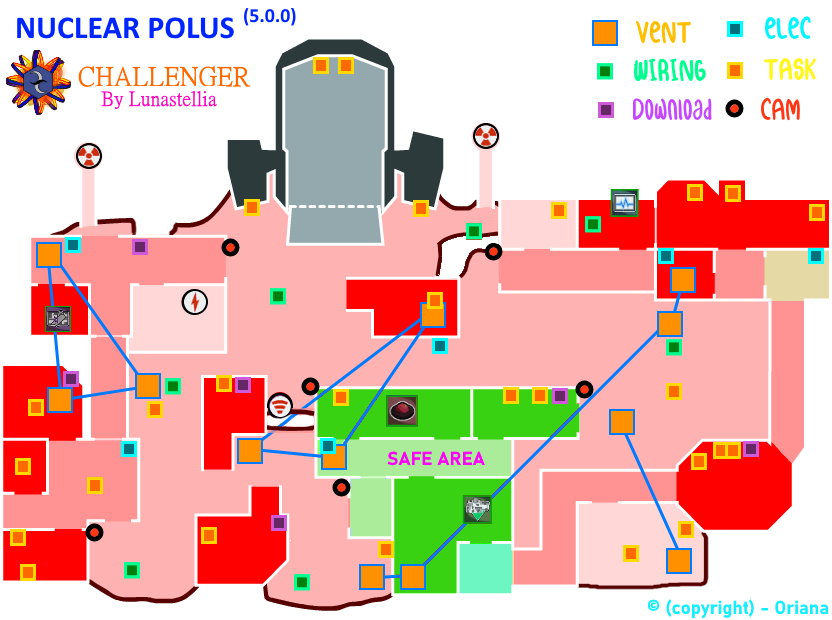 NUCLEAR POLUS (5.0.0)
CHALLENGER
By Lunastellia
VENT
ELEC
WIRING
TASK
DOWNLOAD
CAM
SAFE AREA
© (copyright) - Oriana